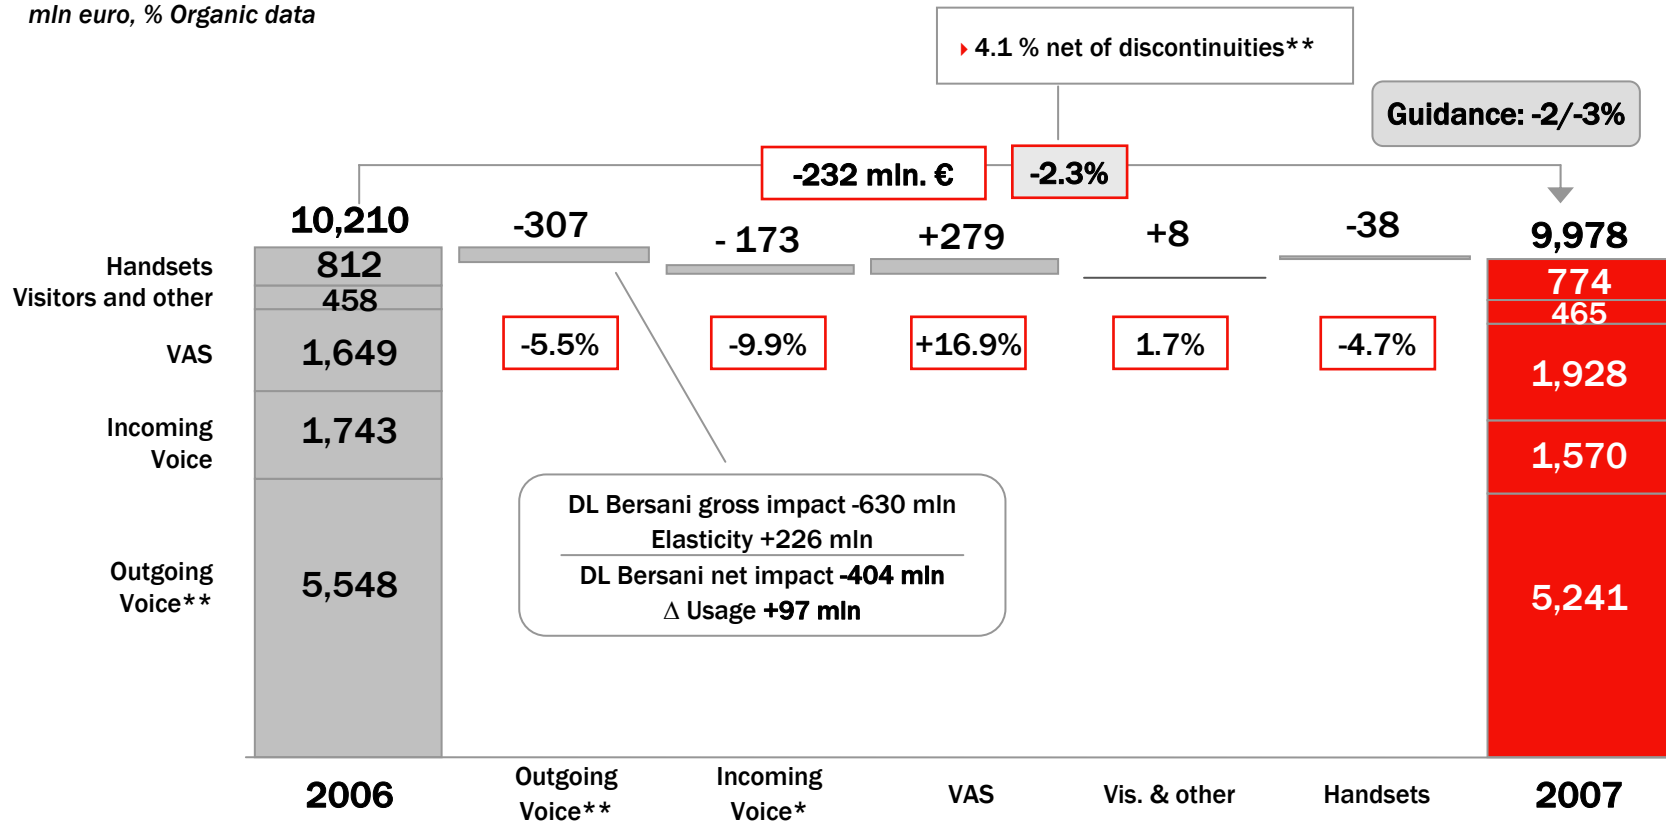 mln euro, % Organic data
4.1 % net of discontinuities**
Guidance: -2/-3%
-232 mln. €
-2.3%
10,210
-307
- 173
+279
+8
-38
9,978
Handsets
812
774
Visitors and other
458
465
VAS
1,649
-5.5%
-9.9%
+16.9%
1.7%
-4.7%
1,928
Incoming
Voice
1,743
1,570
DL Bersani gross impact -630 mln
Elasticity +226 mln
DL Bersani net impact -404 mln
Δ Usage +97 mln
Outgoing
Voice**
5,548
5,241
2006
Outgoing
Voice**
Incoming
Voice*
VAS
Vis. & other
Handsets
2007